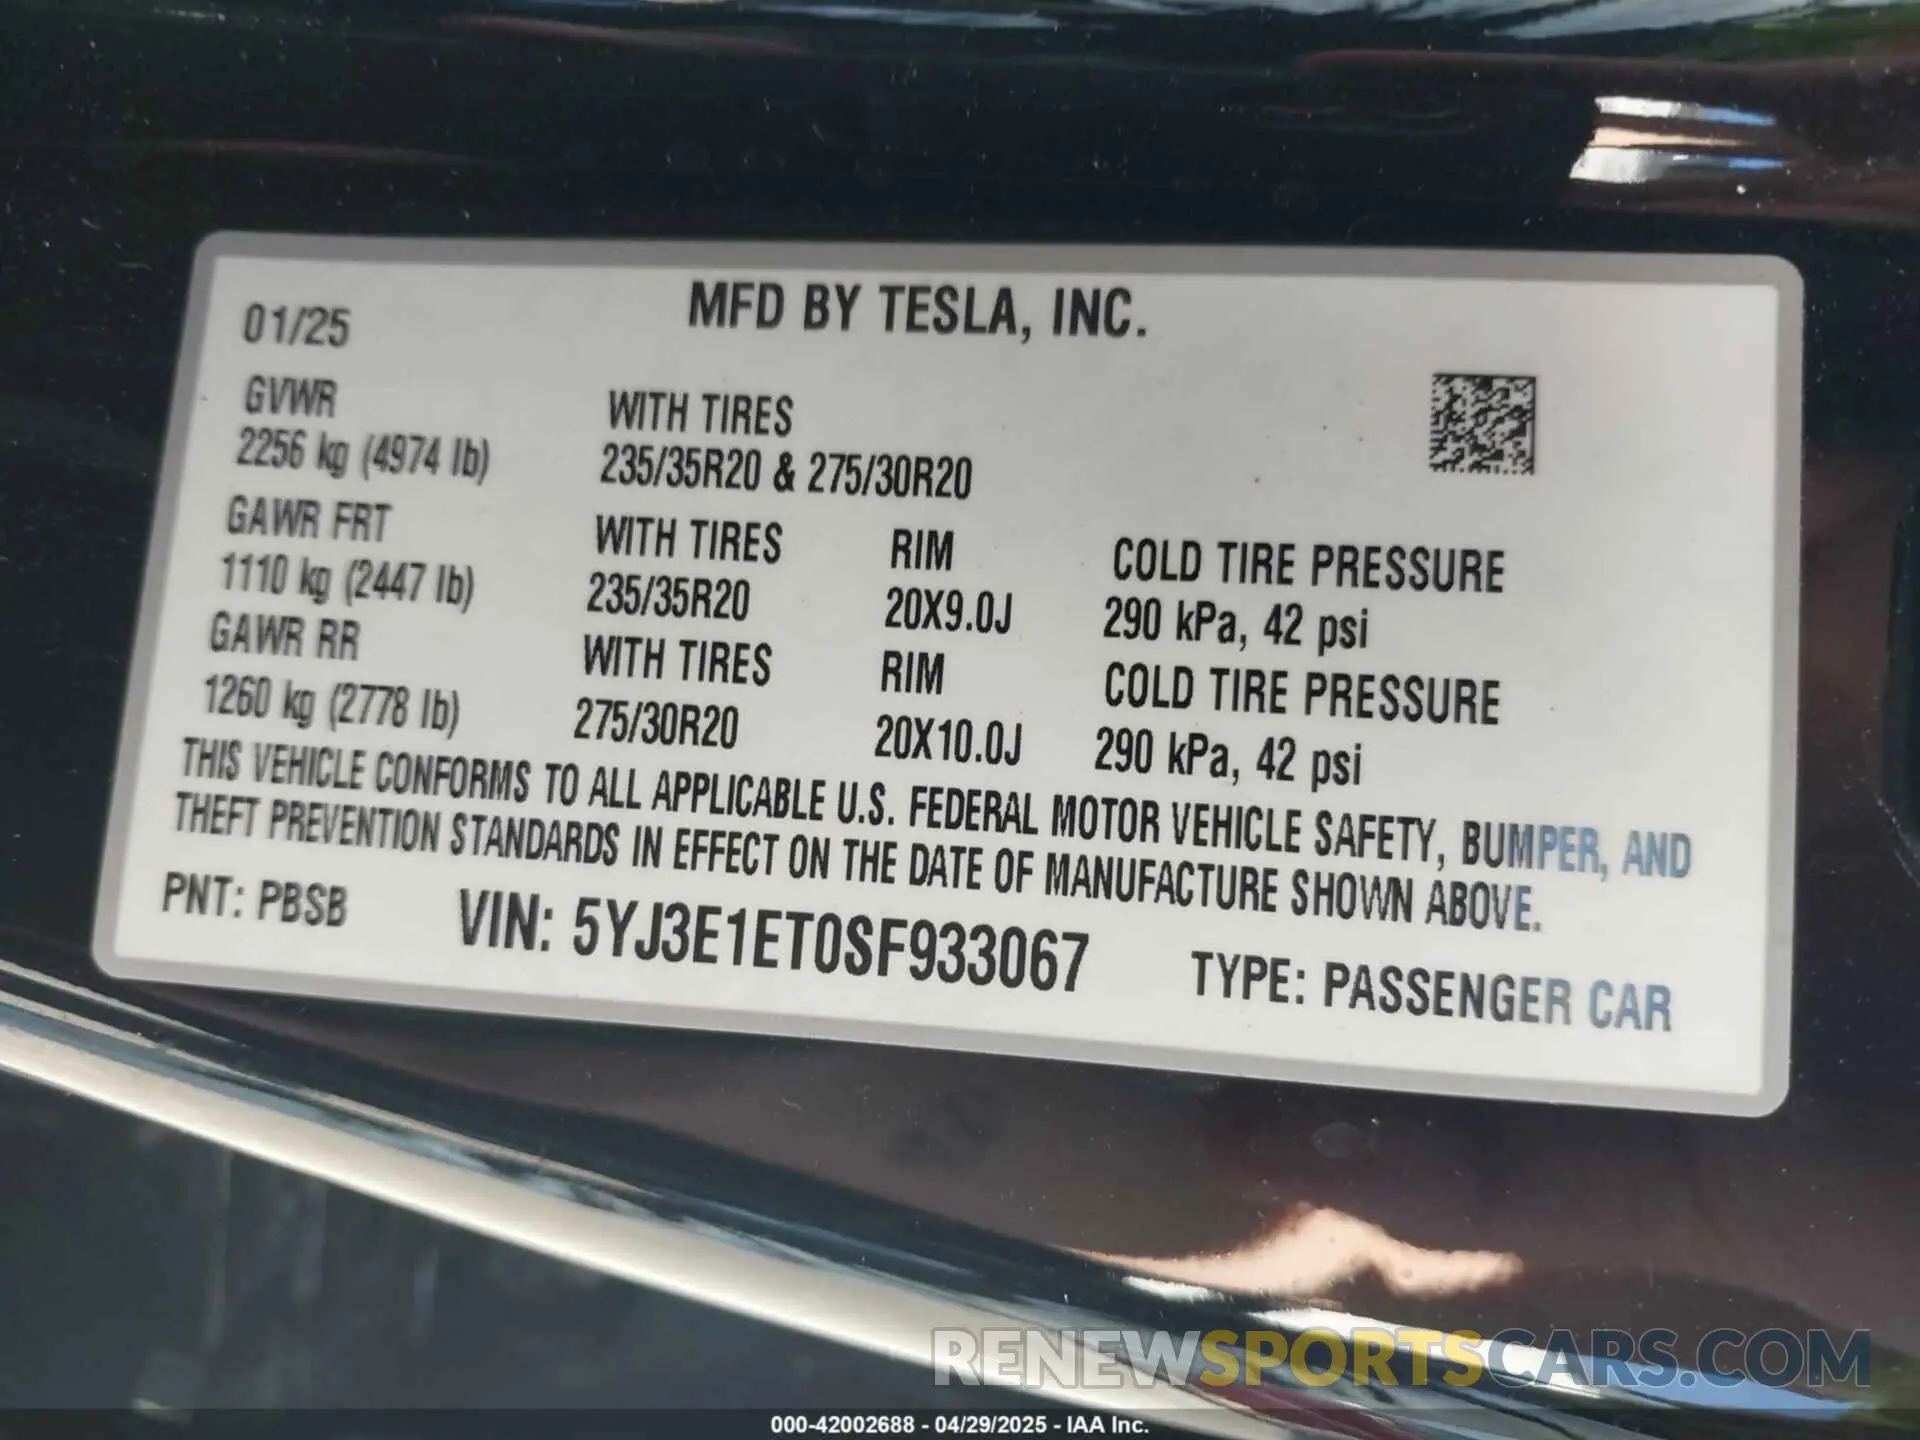 01/25
MFD BY TESLA, INC.
GVWR
2256 kg (4974 lb)
WITH TIRES
235/35R20 & 275/30R20
GAWR FRT WITH TIRES RIM COLD TIRE PRESSURE
1110 kg (2447 lb) 235/35R20 20X9.0J 290 kPa, 42 psi
GAWR RR WITH TIRES RIM COLD TIRE PRESSURE
1260 kg (2778 lb) 275/30R20 20X10.0J 290 kPa, 42 psi
THIS VEHICLE CONFORMS TO ALL APPLICABLE U.S. FEDERAL MOTOR VEHICLE SAFETY, BUMPER, AND
THEFT PREVENTION STANDARDS IN EFFECT ON THE DATE OF MANUFACTURE SHOWN ABOVE.
PNT: PBSB VIN: 5YJ3E1ET0SF933067 TYPE: PASSENGER CAR
RENEWSPORTSCARS.COM
000-42002688 - 04/29/2025 - IAA Inc.